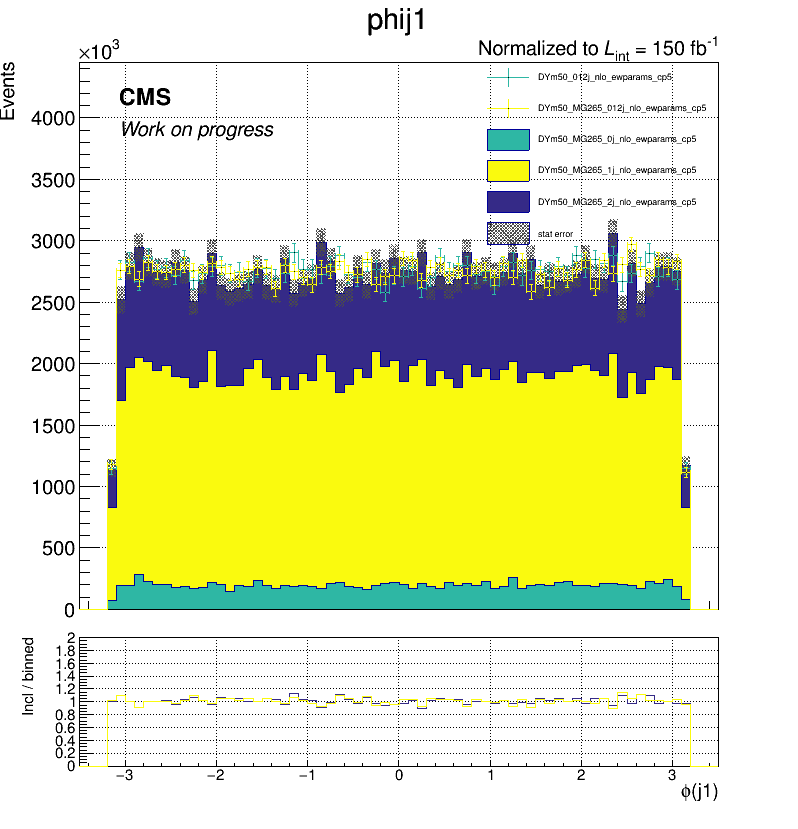 phij1
×10³
Normalized to L_int = 150 fb⁻¹
Events
CMS
Work on progress
DYm50_012j_nlo_ewparams_cp5
DYm50_MG265_012j_nlo_ewparams_cp5
DYm50_MG265_0j_nlo_ewparams_cp5
DYm50_MG265_1j_nlo_ewparams_cp5
DYm50_MG265_2j_nlo_ewparams_cp5
stat error
4000
3500
3000
2500
2000
1500
1000
500
0
Incl / binned
2
1.8
1.6
1.4
1.2
1
0.8
0.6
0.4
0.2
0
−3 −2 −1 0 1 2 3
ϕ(j1)